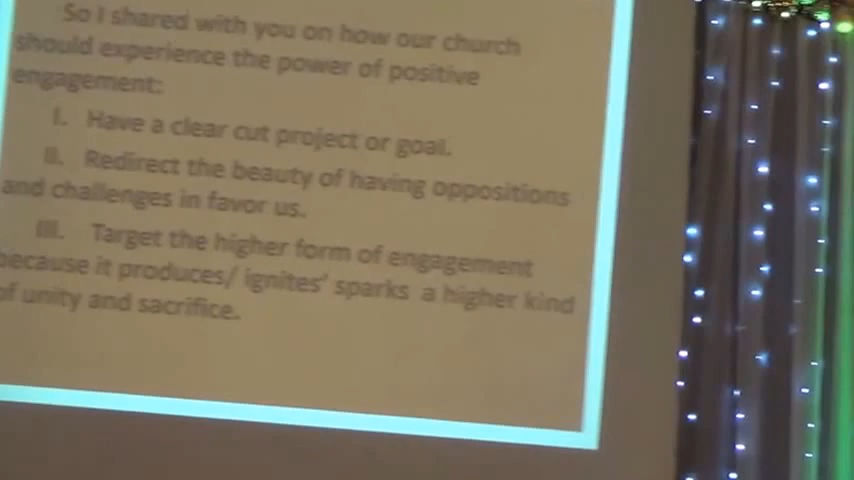 So I shared with you on how our church
should experience the power of positive
engagement:
I. Have a clear cut project or goal.
II. Redirect the beauty of having oppositions
and challenges in favor us.
III. Target the higher form of engagement
because it produces/ ignites' sparks a higher kind
of unity and sacrifice.